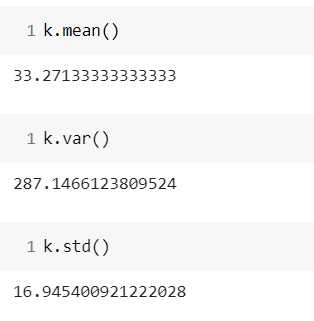 1 k.mean()
33.27133333333333
1 k.var()
287.1466123809524
1 k.std()
16.945400921222028